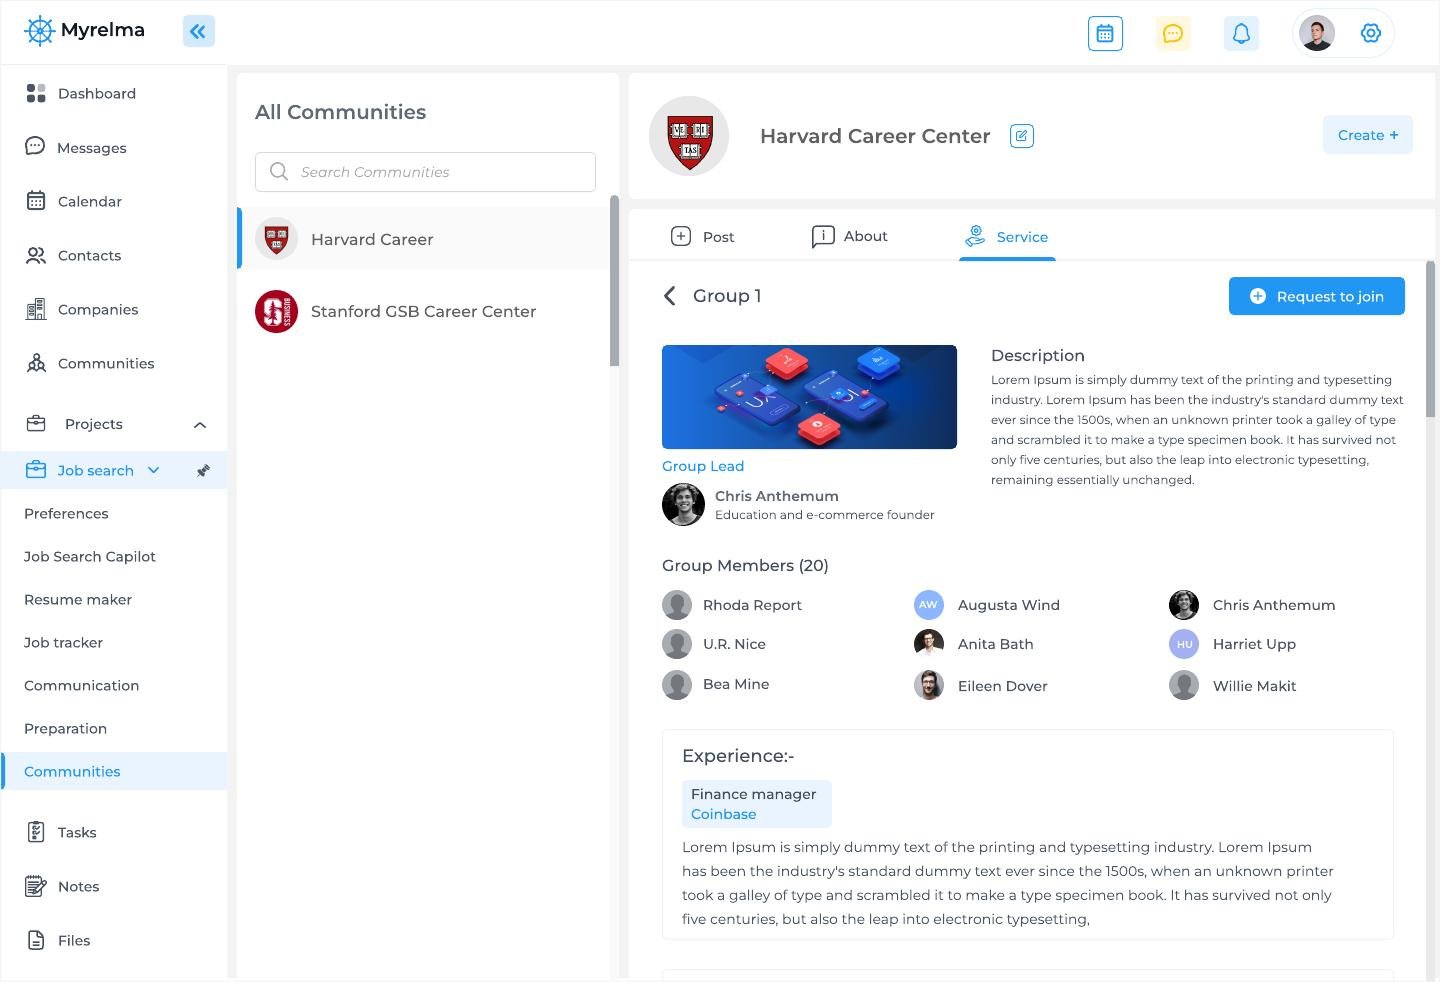 Myrelma
Dashboard
Messages
Calendar
Contacts
Companies
Communities
Projects
Job search
Preferences
Job Search Capilot
Resume maker
Job tracker
Communication
Preparation
Communities
Tasks
Notes
Files
All Communities
Search Communities
Harvard Career
Stanford GSB Career Center
BUSINESS
VE RI
TAS
Harvard Career Center
Create +
Post
About
Service
Group 1
Request to join
UX
UI
Group Lead
Chris Anthemum
Education and e-commerce founder
Description
Lorem Ipsum is simply dummy text of the printing and typesetting
industry. Lorem Ipsum has been the industry's standard dummy text
ever since the 1500s, when an unknown printer took a galley of type
and scrambled it to make a type specimen book. It has survived not
only five centuries, but also the leap into electronic typesetting,
remaining essentially unchanged.
Group Members (20)
Rhoda Report
AW Augusta Wind
Chris Anthemum
U.R. Nice
Anita Bath
HU Harriet Upp
Bea Mine
Eileen Dover
Willie Makit
Experience:-
Finance manager
Coinbase
Lorem Ipsum is simply dummy text of the printing and typesetting industry. Lorem Ipsum
has been the industry's standard dummy text ever since the 1500s, when an unknown printer
took a galley of type and scrambled it to make a type specimen book. It has survived not only
five centuries, but also the leap into electronic typesetting,